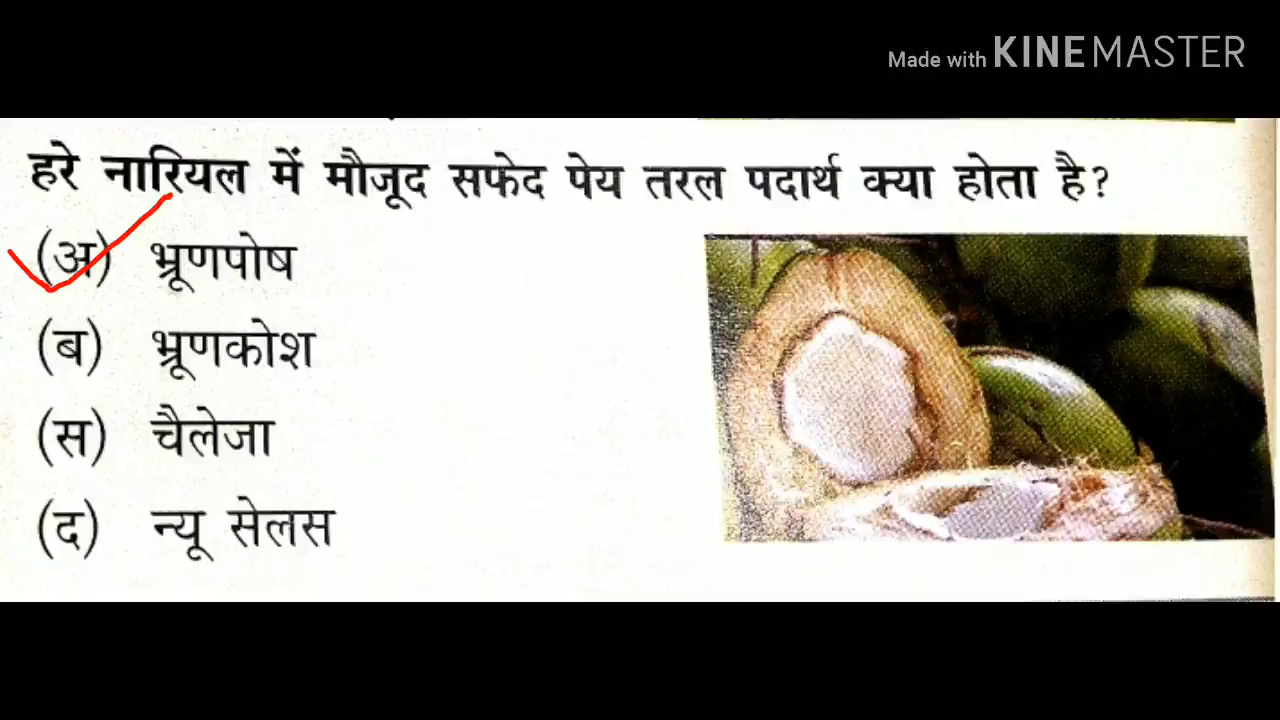 Made with KINEMASTER
हरे नारियल में मौजूद सफेद पेय तरल पदार्थ क्या होता है?
(अ) भ्रूणपोष
(ब) भ्रूणकोश
(स) चैलेजा
(द) न्यू सेलस